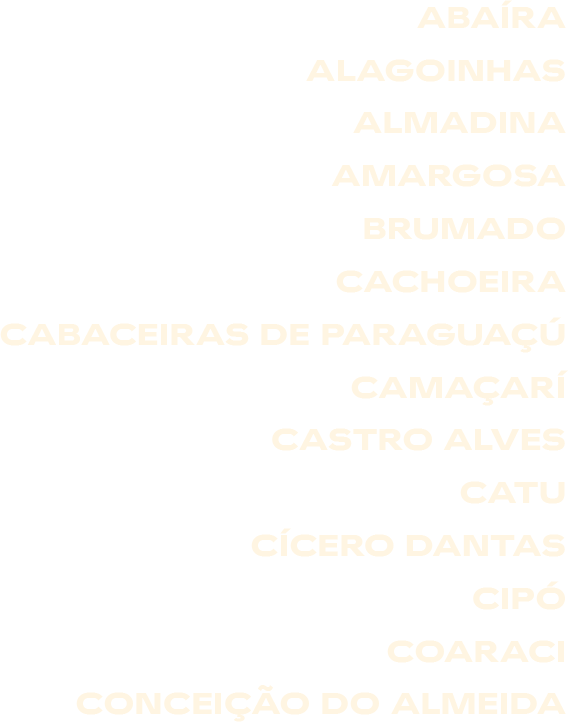 ABAÍRA
ALAGOINHAS
ALMADINA
AMARGOSA
BRUMADO
CACHOEIRA
CABACEIRAS DE PARAGUAÇÚ
CAMAÇARÍ
CASTRO ALVES
CATU
CÍCERO DANTAS
CIPÓ
COARACI
CONCEIÇÃO DO ALMEIDA